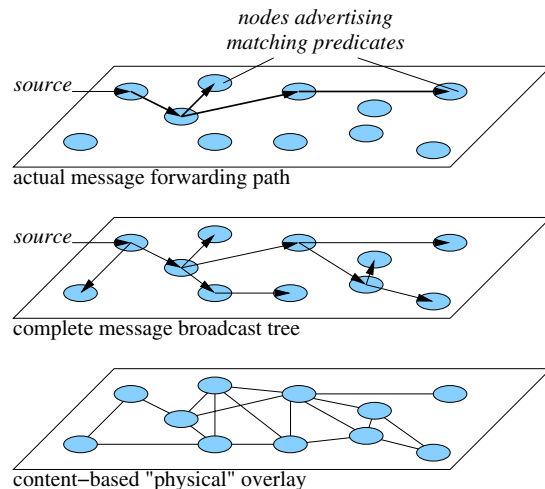 nodes advertising
matching predicates
source
actual message forwarding path
source
complete message broadcast tree
content−based "physical" overlay